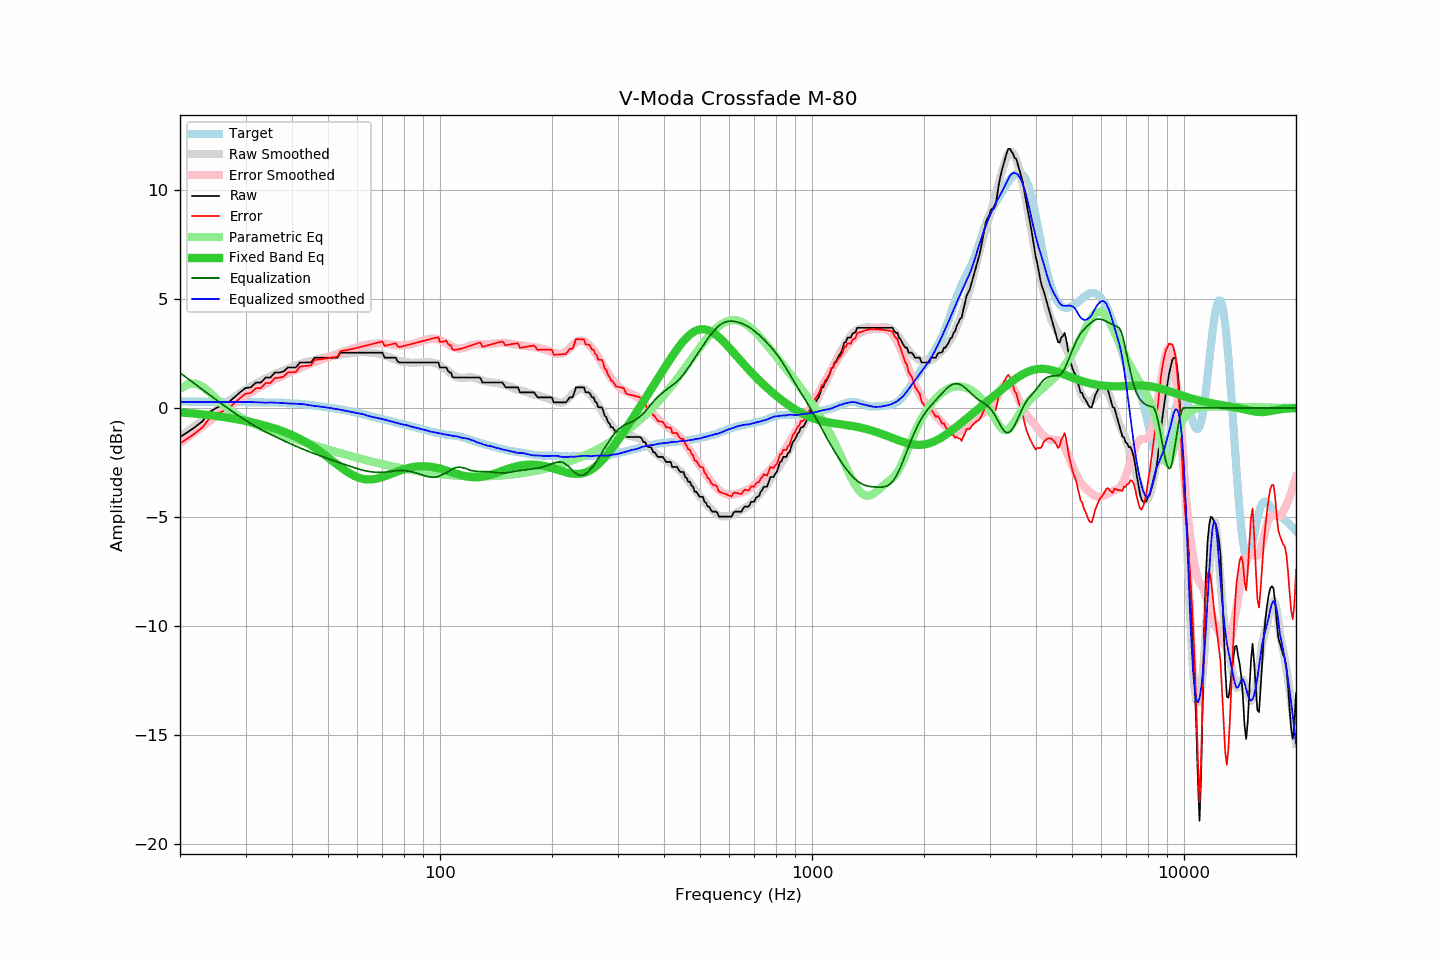 V-Moda Crossfade M-80
Target
Raw Smoothed
Error Smoothed
Raw
Error
Parametric Eq
Fixed Band Eq
Equalization
Equalized smoothed
Amplitude (dBr)
10
5
0
−5
−10
−15
−20
100
1000
10000
Frequency (Hz)